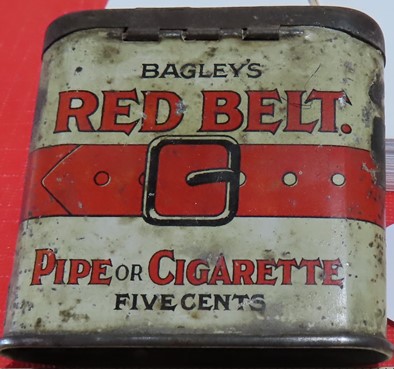 BAGLEY'S
RED BELT.
PIPE OR CIGARETTE
FIVE CENTS